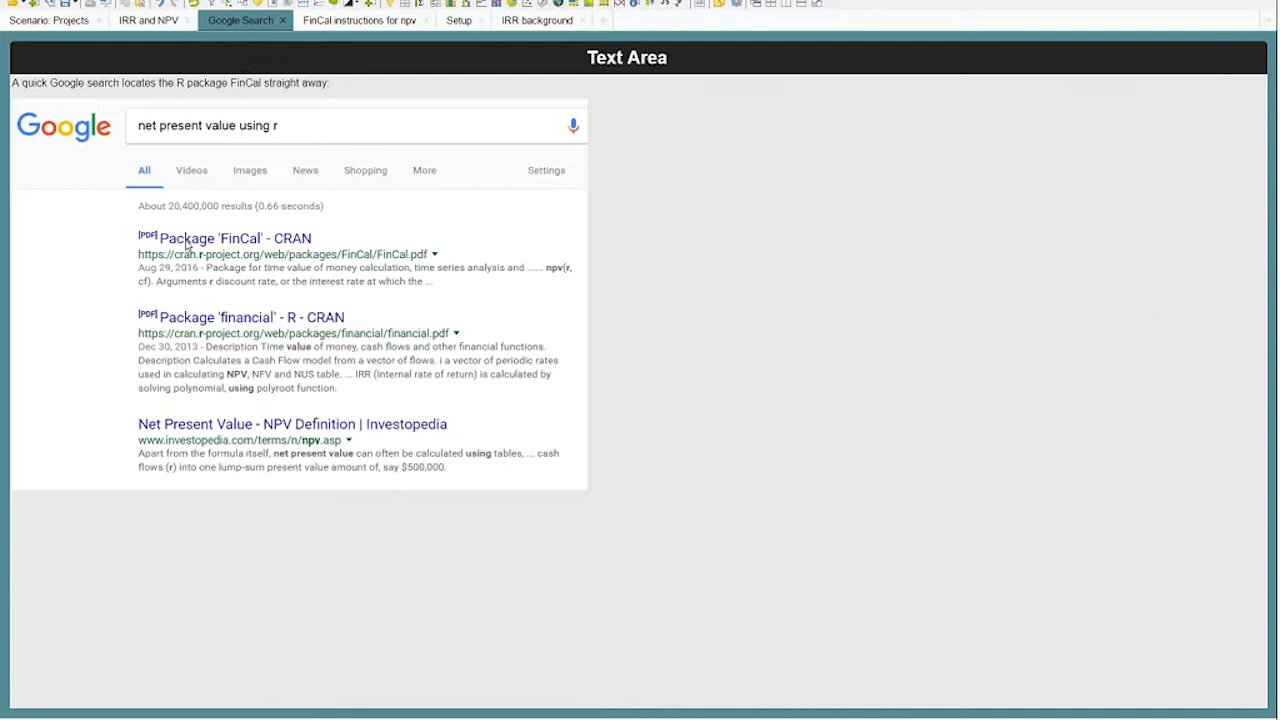 Scenario: Projects
IRR and NPV
Google Search
FinCal instructions for npv
Setup
IRR background
Text Area
A quick Google search locates the R package FinCal straight away:
Google
net present value using r
All
Videos
Images
News
Shopping
More
Settings
About 20,400,000 results (0.66 seconds)
[PDF] Package 'FinCal' - CRAN
https://cran.r-project.org/web/packages/FinCal/FinCal.pdf
Aug 29, 2016 - Package for time value of money calculation, time series analysis and ...... npv(r,
cf). Arguments r discount rate, or the interest rate at which the ...
[PDF] Package 'financial' - R - CRAN
https://cran.r-project.org/web/packages/financial/financial.pdf
Dec 30, 2013 - Description Time value of money, cash flows and other financial functions.
Description Calculates a Cash Flow model from a vector of flows. i a vector of periodic rates
used in calculating NPV, NFV and NUS table. ... IRR (Internal rate of return) is calculated by
solving polynomial, using polyroot function.
Net Present Value - NPV Definition | Investopedia
www.investopedia.com/terms/n/npv.asp
Apart from the formula itself, net present value can often be calculated using tables, ... cash
flows (r) into one lump-sum present value amount of, say $500,000.